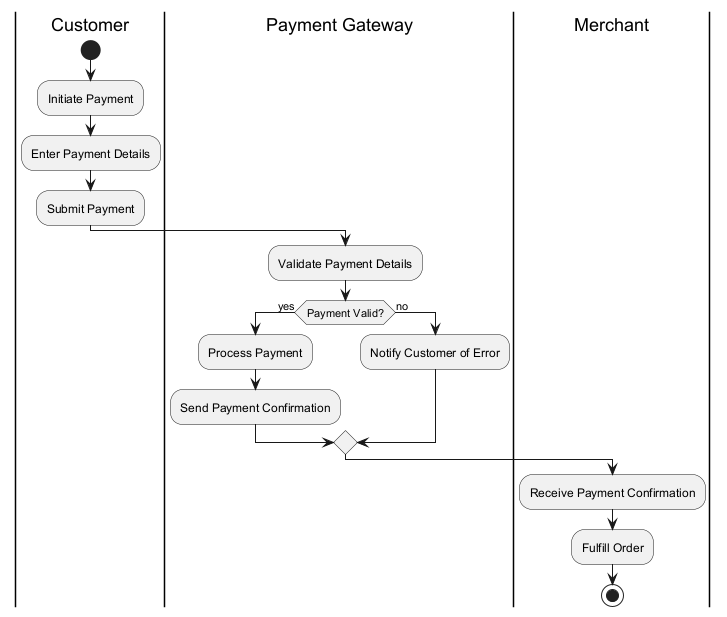 Customer
Payment Gateway
Merchant
Initiate Payment
Enter Payment Details
Submit Payment
Validate Payment Details
yes
Payment Valid?
no
Process Payment
Notify Customer of Error
Send Payment Confirmation
Receive Payment Confirmation
Fulfill Order